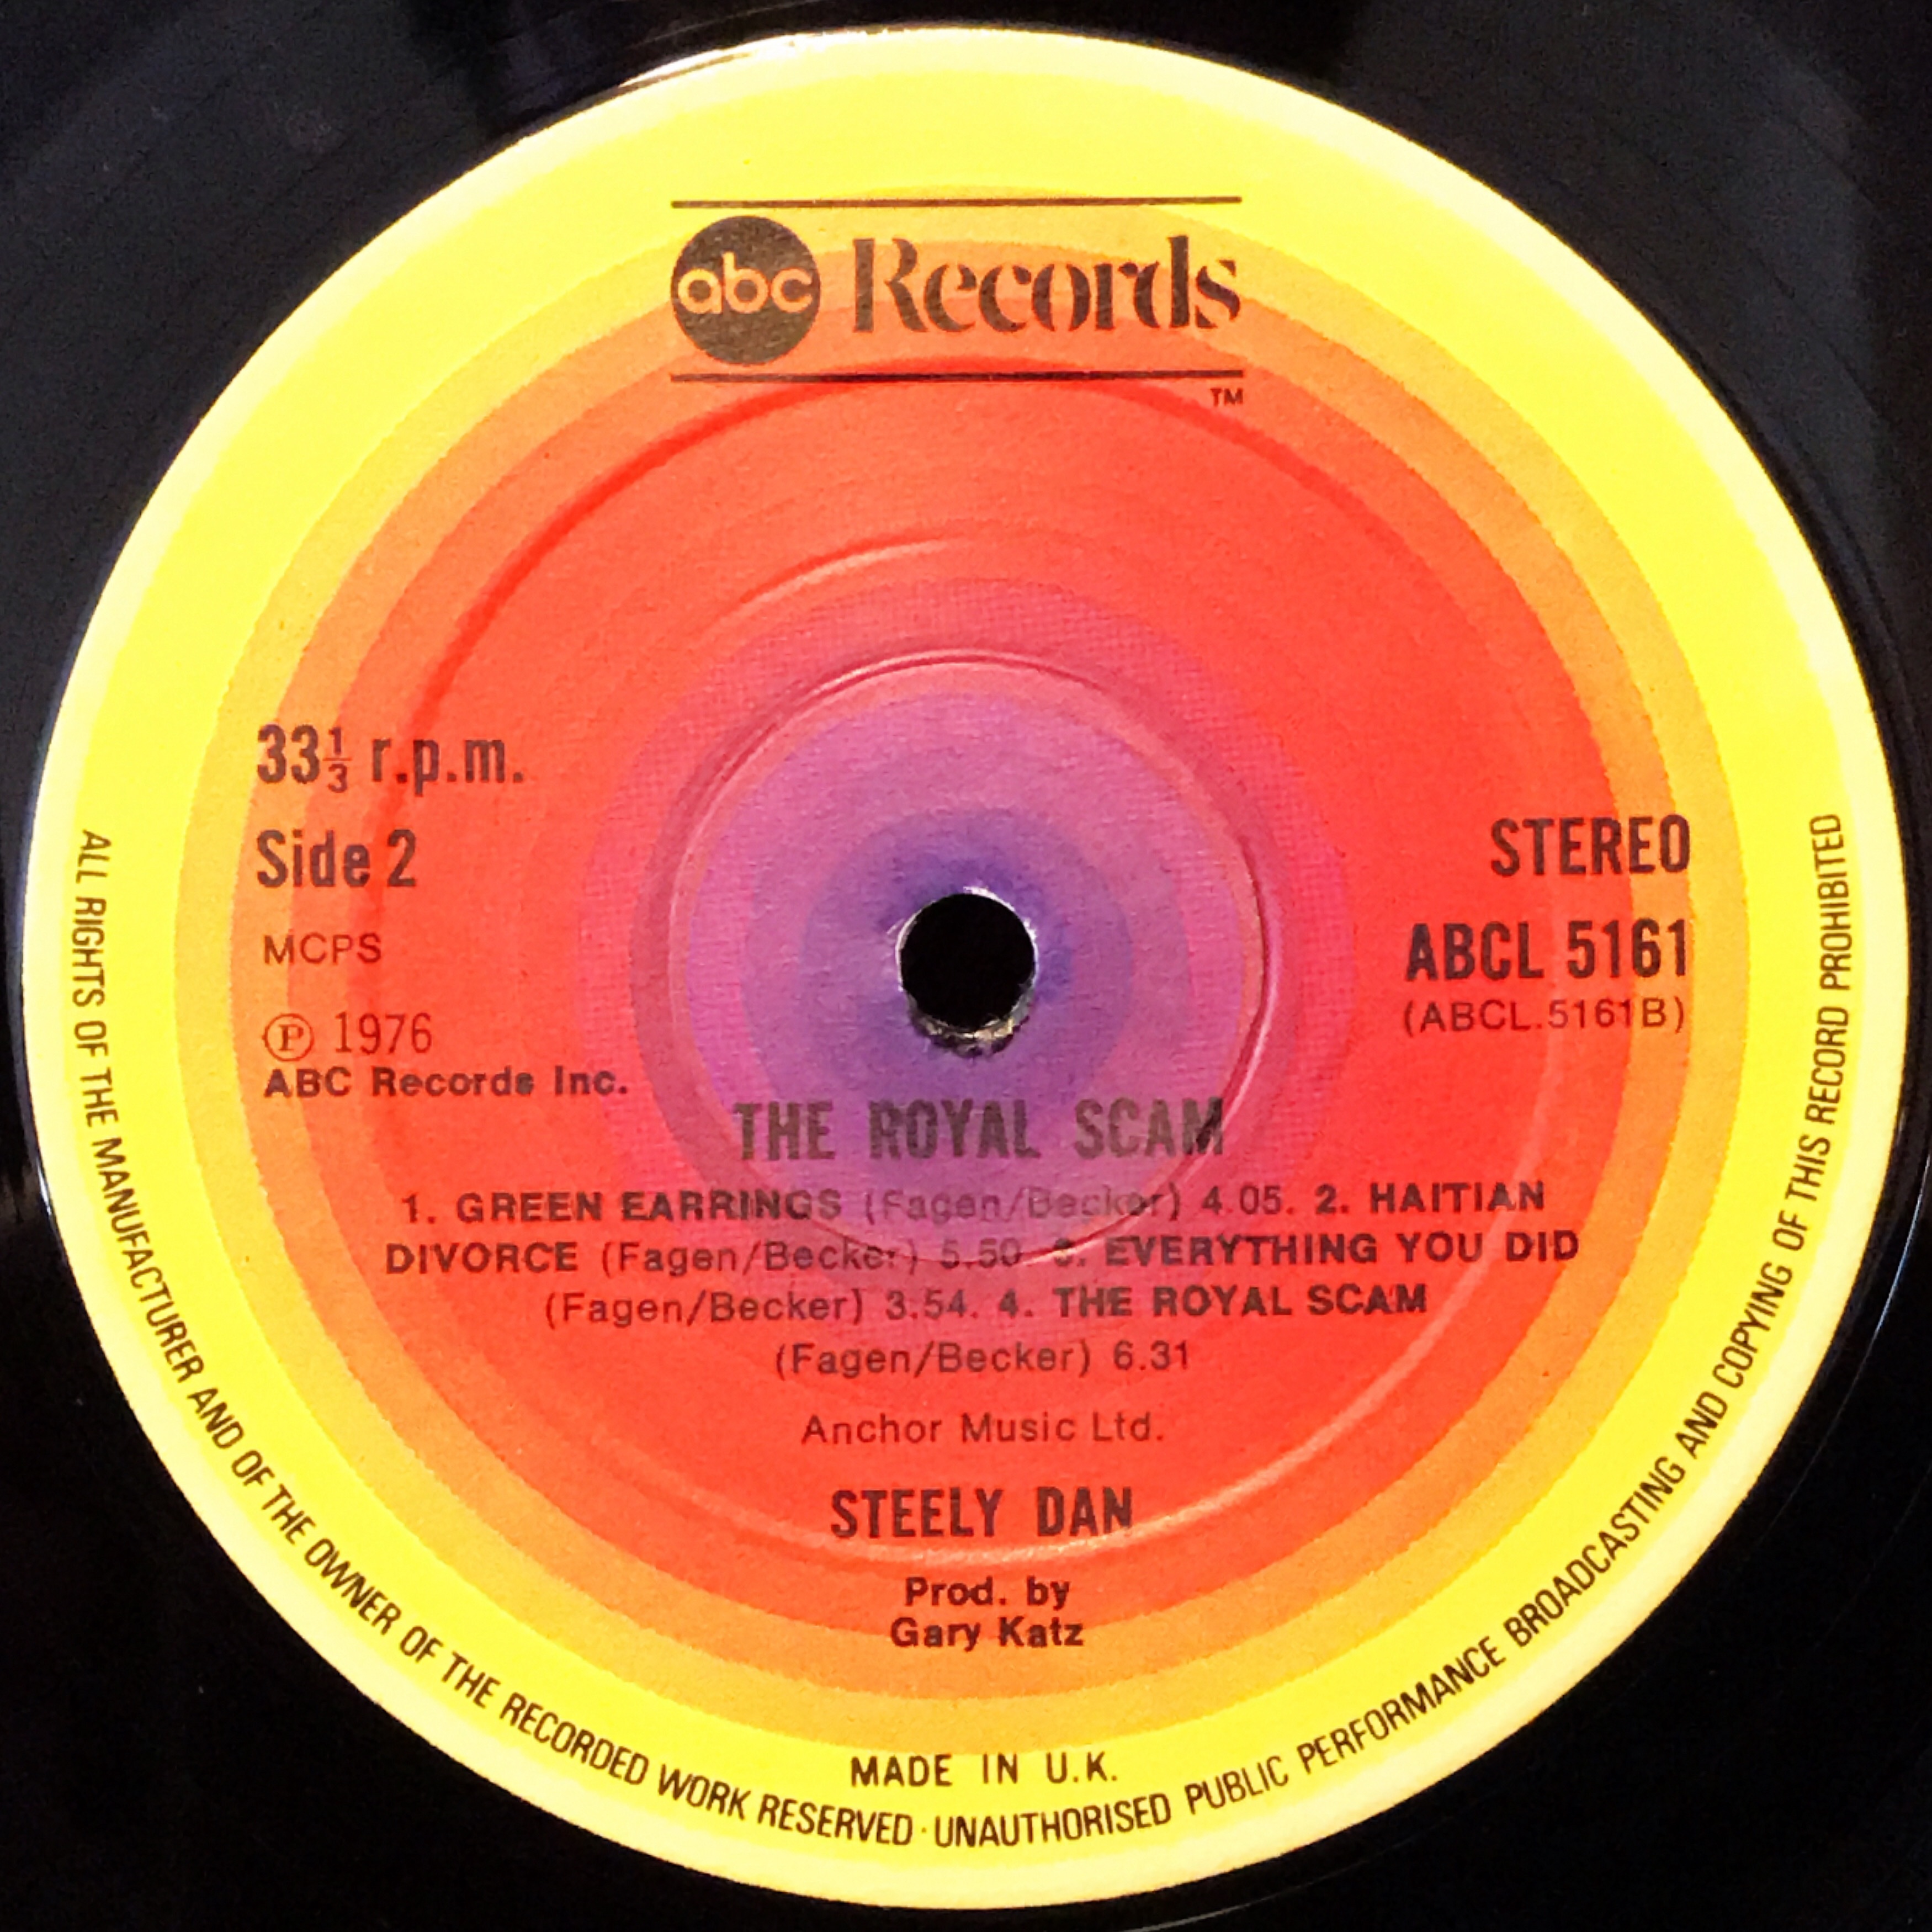 abc Records
TM
33⅓ r.p.m.
Side 2
MCPS
℗ 1976
ABC Records Inc.
STEREO
ABCL 5161
(ABCL.5161B)
THE ROYAL SCAM
1. GREEN EARRINGS (Fagen/Becker) 4.05. 2. HAITIAN
DIVORCE (Fagen/Becker) 5.50 3. EVERYTHING YOU DID
(Fagen/Becker) 3.54. 4. THE ROYAL SCAM
(Fagen/Becker) 6.31
Anchor Music Ltd.
STEELY DAN
Prod. by
Gary Katz
MADE IN U.K.
ALL RIGHTS OF THE MANUFACTURER AND OF THE OWNER OF THE RECORDED WORK RESERVED · UNAUTHORISED PUBLIC PERFORMANCE BROADCASTING AND COPYING OF THIS RECORD PROHIBITED